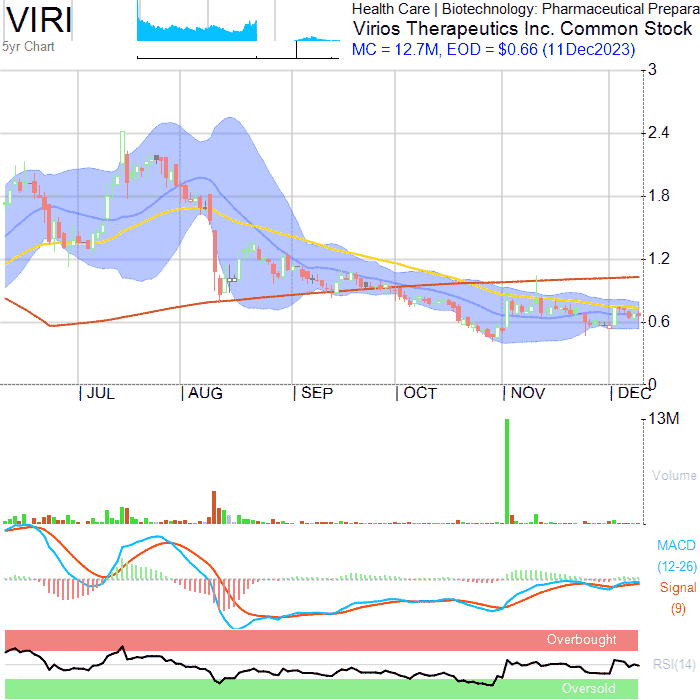 VIRI
5yr Chart
Health Care | Biotechnology: Pharmaceutical Prepara
Virios Therapeutics Inc. Common Stock
MC = 12.7M, EOD = $0.66 (11Dec2023)
3
2.4
1.8
1.2
0.6
0
JUL AUG SEP OCT NOV DEC
13M
Volume
MACD
(12-26)
Signal
(9)
Overbought
RSI(14)
Oversold